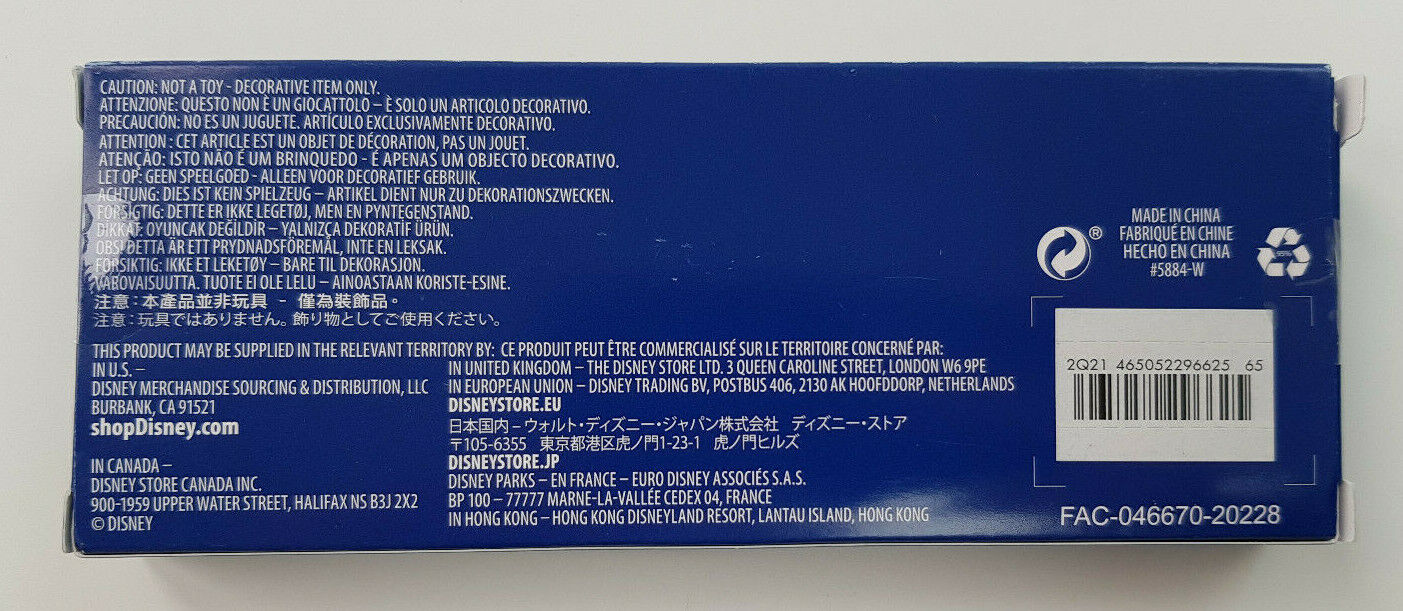 CAUTION: NOT A TOY - DECORATIVE ITEM ONLY.
ATTENZIONE: QUESTO NON È UN GIOCATTOLO – È SOLO UN ARTICOLO DECORATIVO.
PRECAUCIÓN: NO ES UN JUGUETE. ARTÍCULO EXCLUSIVAMENTE DECORATIVO.
ATTENTION : CET ARTICLE EST UN OBJET DE DÉCORATION, PAS UN JOUET.
ATENÇÃO: ISTO NÃO É UM BRINQUEDO - É APENAS UM OBJECTO DECORATIVO.
LET OP: GEEN SPEELGOED - ALLEEN VOOR DECORATIEF GEBRUIK.
ACHTUNG: DIES IST KEIN SPIELZEUG – ARTIKEL DIENT NUR ZU DEKORATIONSZWECKEN.
FORSIGTIG: DETTE ER IKKE LEGETØJ, MEN EN PYNTEGENSTAND.
DIKKAT: OYUNCAK DEĞILDİR – YALNIZÇA DEKORATİF ÜRÜN.
OBS! DETTA ÄR ETT PRYDNADSFÖREMÅL, INTE EN LEKSAK.
FORSIKTIG: IKKE ET LEKETØY – BARE TIL DEKORASJON.
VAROVAISUUTTA. TUOTE EI OLE LELU – AINOASTAAN KORISTE-ESINE.
注意：本產品並非玩具 - 僅為裝飾品。
注意：玩具ではありません。飾り物としてご使用ください。
THIS PRODUCT MAY BE SUPPLIED IN THE RELEVANT TERRITORY BY: CE PRODUIT PEUT ÊTRE COMMERCIALISÉ SUR LE TERRITOIRE CONCERNÉ PAR:
IN U.S. –
DISNEY MERCHANDISE SOURCING & DISTRIBUTION, LLC
BURBANK, CA 91521
shopDisney.com
IN CANADA –
DISNEY STORE CANADA INC.
900-1959 UPPER WATER STREET, HALIFAX NS B3J 2X2
© DISNEY
IN UNITED KINGDOM – THE DISNEY STORE LTD. 3 QUEEN CAROLINE STREET, LONDON W6 9PE
IN EUROPEAN UNION – DISNEY TRADING BV, POSTBUS 406, 2130 AK HOOFDDORP, NETHERLANDS
DISNEYSTORE.EU
日本国内 – ウォルト・ディズニー・ジャパン株式会社 ディズニー・ストア
〒105-6355 東京都港区虎ノ門1-23-1 虎ノ門ヒルズ
DISNEYSTORE.JP
DISNEY PARKS – EN FRANCE – EURO DISNEY ASSOCIÉS S.A.S.
BP 100 – 77777 MARNE-LA-VALLÉE CEDEX 04, FRANCE
IN HONG KONG – HONG KONG DISNEYLAND RESORT, LANTAU ISLAND, HONG KONG
®
MADE IN CHINA
FABRIQUÉ EN CHINE
HECHO EN CHINA
#5884-W
95%
2Q21 465052296625 65
FAC-046670-20228